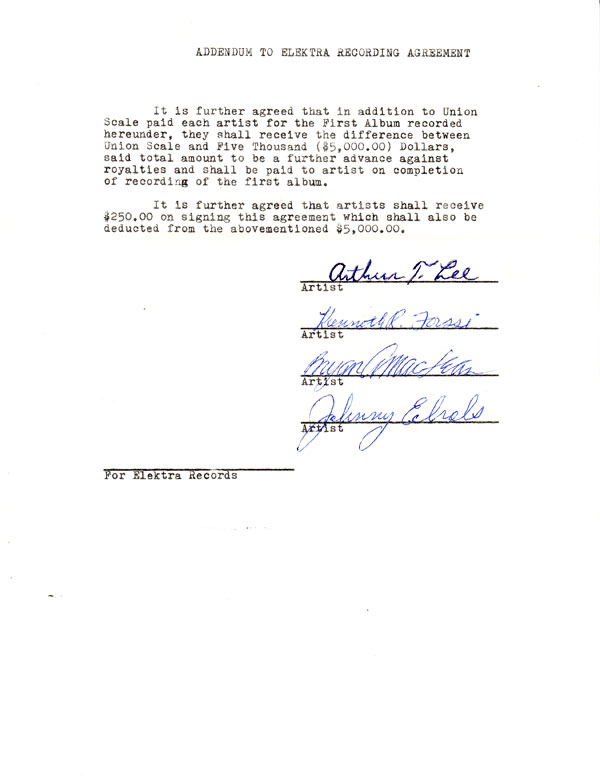 ADDENDUM TO ELEKTRA RECORDING AGREEMENT
It is further agreed that in addition to Union
Scale paid each artist for the First Album recorded
hereunder, they shall receive the difference between
Union Scale and Five Thousand ($5,000.00) Dollars,
said total amount to be a further advance against
royalties and shall be paid to artist on completion
of recording of the first album.
It is further agreed that artists shall receive
$250.00 on signing this agreement which shall also be
deducted from the abovementioned $5,000.00.
Arthur T. Lee
Artist
Kenneth R. Forssi
Artist
Bryan MacLean
Artist
Johnny Echols
Artist
For Elektra Records